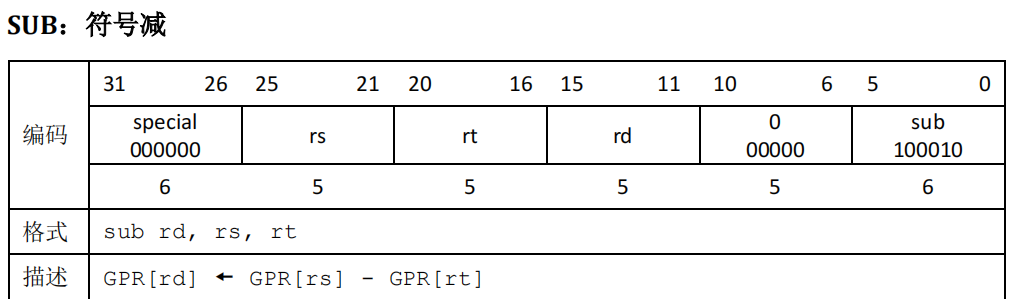 SUB：符号减
31 26 25 21 20 16 15 11 10 6 5 0
编码
special
000000
rs
rt
rd
0
00000
sub
100010
6 5 5 5 5 6
格式 sub rd, rs, rt
描述 GPR[rd] ← GPR[rs] - GPR[rt]